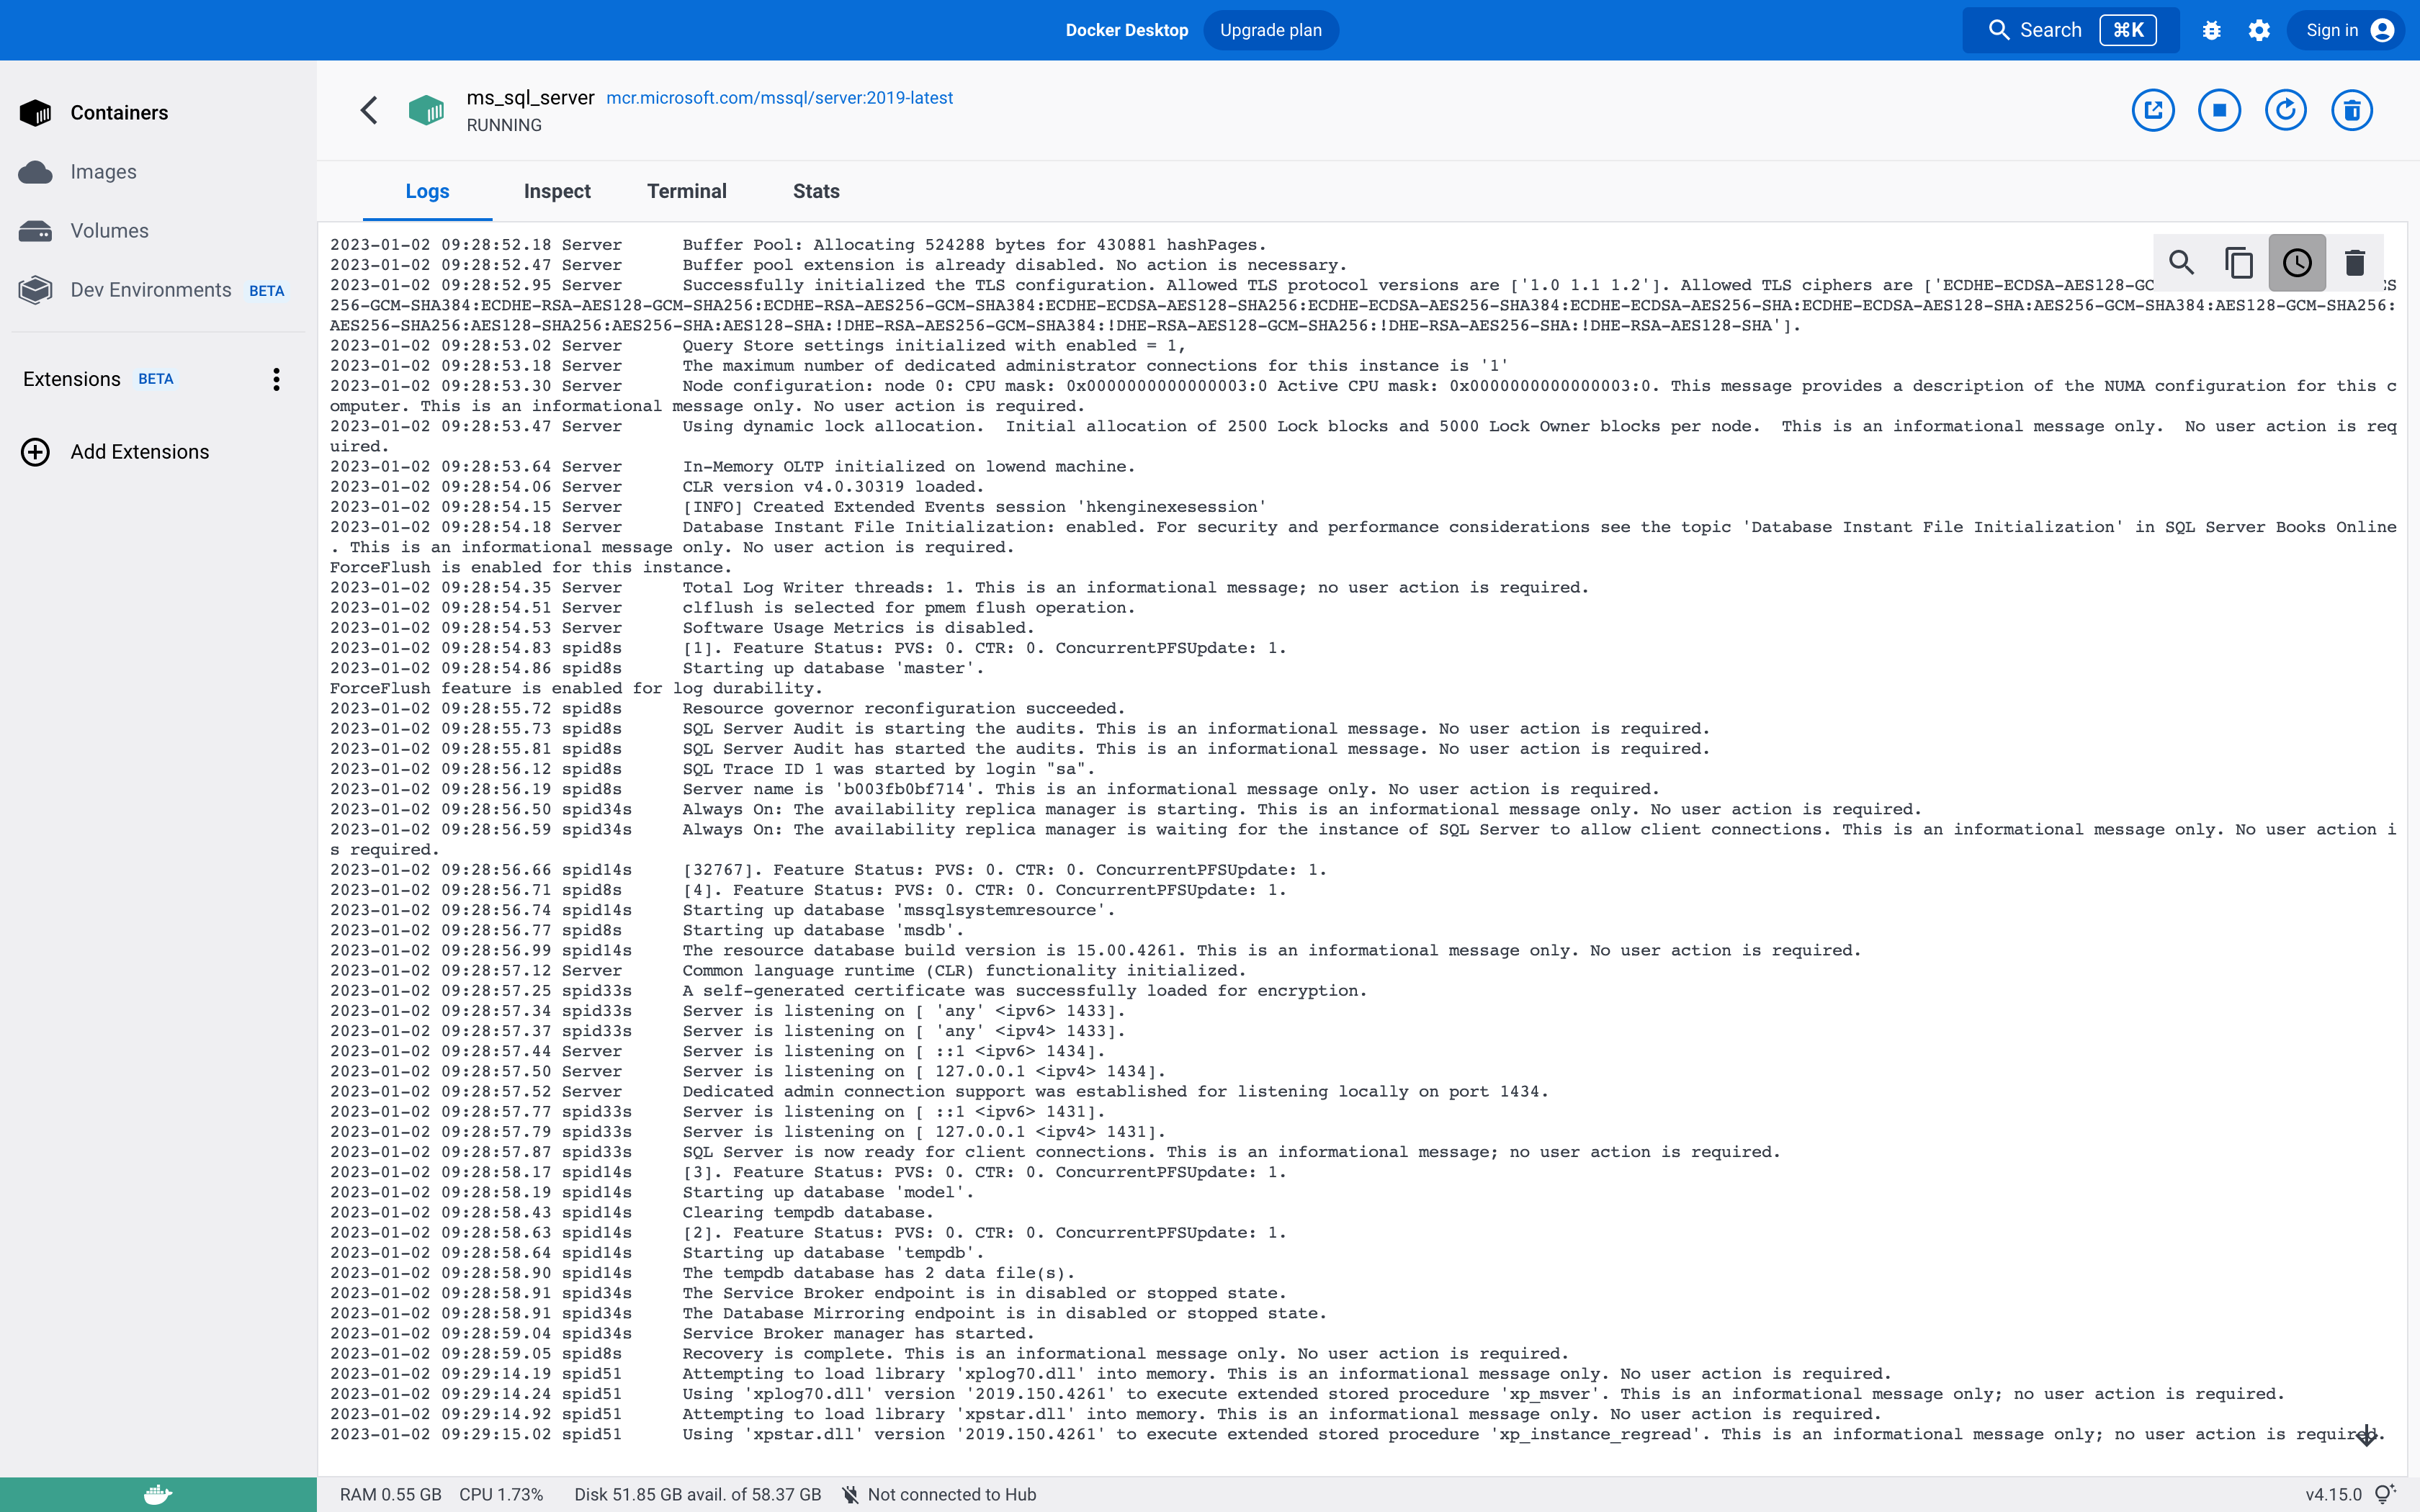 Docker Desktop Upgrade plan Search ⌘K Sign in
Containers
Images
Volumes
Dev Environments BETA
Extensions BETA
Add Extensions
ms_sql_server mcr.microsoft.com/mssql/server:2019-latest
RUNNING
Logs Inspect Terminal Stats
2023-01-02 09:28:52.18 Server      Buffer Pool: Allocating 524288 bytes for 430881 hashPages.
2023-01-02 09:28:52.47 Server      Buffer pool extension is already disabled. No action is necessary.
2023-01-02 09:28:52.95 Server      Successfully initialized the TLS configuration. Allowed TLS protocol versions are ['1.0 1.1 1.2']. Allowed TLS ciphers are ['ECDHE-ECDSA-AES128-GC
256-GCM-SHA384:ECDHE-RSA-AES128-GCM-SHA256:ECDHE-RSA-AES256-GCM-SHA384:ECDHE-ECDSA-AES128-SHA256:ECDHE-ECDSA-AES256-SHA384:ECDHE-ECDSA-AES256-SHA:ECDHE-ECDSA-AES128-SHA:AES256-GCM-SHA384:AES128-GCM-SHA256:
AES256-SHA256:AES128-SHA256:AES256-SHA:AES128-SHA:!DHE-RSA-AES256-GCM-SHA384:!DHE-RSA-AES128-GCM-SHA256:!DHE-RSA-AES256-SHA:!DHE-RSA-AES128-SHA'].
2023-01-02 09:28:53.02 Server      Query Store settings initialized with enabled = 1,
2023-01-02 09:28:53.18 Server      The maximum number of dedicated administrator connections for this instance is '1'
2023-01-02 09:28:53.30 Server      Node configuration: node 0: CPU mask: 0x0000000000000003:0 Active CPU mask: 0x0000000000000003:0. This message provides a description of the NUMA configuration for this c
omputer. This is an informational message only. No user action is required.
2023-01-02 09:28:53.47 Server      Using dynamic lock allocation.  Initial allocation of 2500 Lock blocks and 5000 Lock Owner blocks per node.  This is an informational message only.  No user action is req
uired.
2023-01-02 09:28:53.64 Server      In-Memory OLTP initialized on lowend machine.
2023-01-02 09:28:54.06 Server      CLR version v4.0.30319 loaded.
2023-01-02 09:28:54.15 Server      [INFO] Created Extended Events session 'hkenginexesession'
2023-01-02 09:28:54.18 Server      Database Instant File Initialization: enabled. For security and performance considerations see the topic 'Database Instant File Initialization' in SQL Server Books Online
. This is an informational message only. No user action is required.
ForceFlush is enabled for this instance.
2023-01-02 09:28:54.35 Server      Total Log Writer threads: 1. This is an informational message; no user action is required.
2023-01-02 09:28:54.51 Server      clflush is selected for pmem flush operation.
2023-01-02 09:28:54.53 Server      Software Usage Metrics is disabled.
2023-01-02 09:28:54.83 spid8s      [1]. Feature Status: PVS: 0. CTR: 0. ConcurrentPFSUpdate: 1.
2023-01-02 09:28:54.86 spid8s      Starting up database 'master'.
ForceFlush feature is enabled for log durability.
2023-01-02 09:28:55.72 spid8s      Resource governor reconfiguration succeeded.
2023-01-02 09:28:55.73 spid8s      SQL Server Audit is starting the audits. This is an informational message. No user action is required.
2023-01-02 09:28:55.81 spid8s      SQL Server Audit has started the audits. This is an informational message. No user action is required.
2023-01-02 09:28:56.12 spid8s      SQL Trace ID 1 was started by login "sa".
2023-01-02 09:28:56.19 spid8s      Server name is 'b003fb0bf714'. This is an informational message only. No user action is required.
2023-01-02 09:28:56.50 spid34s     Always On: The availability replica manager is starting. This is an informational message only. No user action is required.
2023-01-02 09:28:56.59 spid34s     Always On: The availability replica manager is waiting for the instance of SQL Server to allow client connections. This is an informational message only. No user action i
s required.
2023-01-02 09:28:56.66 spid14s     [32767]. Feature Status: PVS: 0. CTR: 0. ConcurrentPFSUpdate: 1.
2023-01-02 09:28:56.71 spid8s      [4]. Feature Status: PVS: 0. CTR: 0. ConcurrentPFSUpdate: 1.
2023-01-02 09:28:56.74 spid14s     Starting up database 'mssqlsystemresource'.
2023-01-02 09:28:56.77 spid8s      Starting up database 'msdb'.
2023-01-02 09:28:56.99 spid14s     The resource database build version is 15.00.4261. This is an informational message only. No user action is required.
2023-01-02 09:28:57.12 Server      Common language runtime (CLR) functionality initialized.
2023-01-02 09:28:57.25 spid33s     A self-generated certificate was successfully loaded for encryption.
2023-01-02 09:28:57.34 spid33s     Server is listening on [ 'any' <ipv6> 1433].
2023-01-02 09:28:57.37 spid33s     Server is listening on [ 'any' <ipv4> 1433].
2023-01-02 09:28:57.44 Server      Server is listening on [ ::1 <ipv6> 1434].
2023-01-02 09:28:57.50 Server      Server is listening on [ 127.0.0.1 <ipv4> 1434].
2023-01-02 09:28:57.52 Server      Dedicated admin connection support was established for listening locally on port 1434.
2023-01-02 09:28:57.77 spid33s     Server is listening on [ ::1 <ipv6> 1431].
2023-01-02 09:28:57.79 spid33s     Server is listening on [ 127.0.0.1 <ipv4> 1431].
2023-01-02 09:28:57.87 spid33s     SQL Server is now ready for client connections. This is an informational message; no user action is required.
2023-01-02 09:28:58.17 spid14s     [3]. Feature Status: PVS: 0. CTR: 0. ConcurrentPFSUpdate: 1.
2023-01-02 09:28:58.19 spid14s     Starting up database 'model'.
2023-01-02 09:28:58.43 spid14s     Clearing tempdb database.
2023-01-02 09:28:58.63 spid14s     [2]. Feature Status: PVS: 0. CTR: 0. ConcurrentPFSUpdate: 1.
2023-01-02 09:28:58.64 spid14s     Starting up database 'tempdb'.
2023-01-02 09:28:58.90 spid14s     The tempdb database has 2 data file(s).
2023-01-02 09:28:58.91 spid34s     The Service Broker endpoint is in disabled or stopped state.
2023-01-02 09:28:58.91 spid34s     The Database Mirroring endpoint is in disabled or stopped state.
2023-01-02 09:28:59.04 spid34s     Service Broker manager has started.
2023-01-02 09:28:59.05 spid8s      Recovery is complete. This is an informational message only. No user action is required.
2023-01-02 09:29:14.19 spid51      Attempting to load library 'xplog70.dll' into memory. This is an informational message only. No user action is required.
2023-01-02 09:29:14.24 spid51      Using 'xplog70.dll' version '2019.150.4261' to execute extended stored procedure 'xp_msver'. This is an informational message only; no user action is required.
2023-01-02 09:29:14.92 spid51      Attempting to load library 'xpstar.dll' into memory. This is an informational message only. No user action is required.
2023-01-02 09:29:15.02 spid51      Using 'xpstar.dll' version '2019.150.4261' to execute extended stored procedure 'xp_instance_regread'. This is an informational message only; no user action is required.
RAM 0.55 GB CPU 1.73% Disk 51.85 GB avail. of 58.37 GB Not connected to Hub v4.15.0